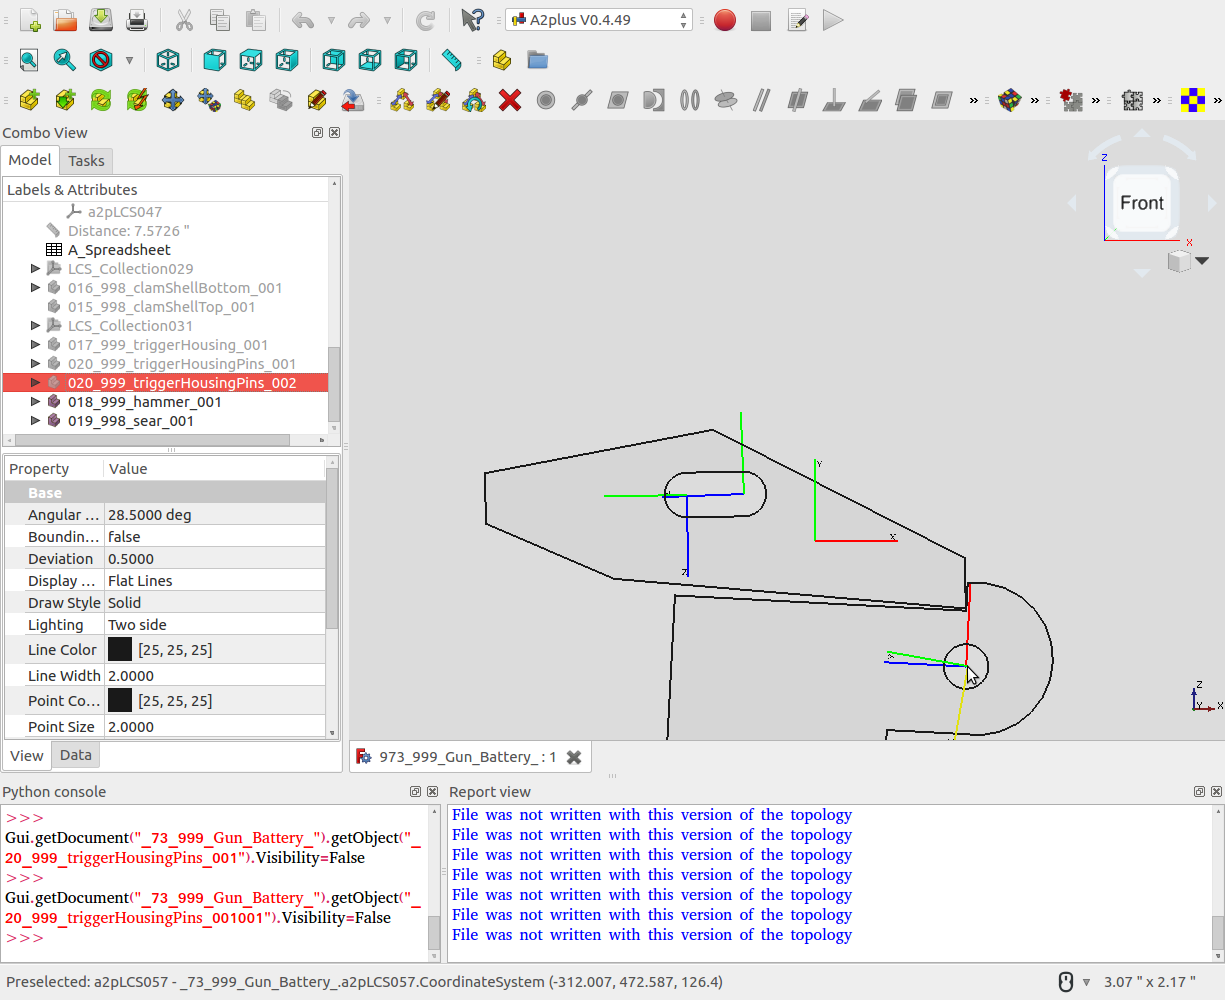 A2plus V0.4.49
Combo View
Model
Tasks
Labels & Attributes
a2pLCS047
Distance: 7.5726 "
A_Spreadsheet
LCS_Collection029
016_998_clamShellBottom_001
015_998_clamShellTop_001
LCS_Collection031
017_999_triggerHousing_001
020_999_triggerHousingPins_001
020_999_triggerHousingPins_002
018_999_hammer_001
019_998_sear_001
Property Value
Base
Angular ... 28.5000 deg
Boundin... false
Deviation 0.5000
Display ... Flat Lines
Draw Style Solid
Lighting Two side
Line Color [25, 25, 25]
Line Width 2.0000
Point Co... [25, 25, 25]
Point Size 2.0000
View
Data
Front
Z
X
Y
X
Z
Z
Y
X
973_999_Gun_Battery_ : 1
Python console
>>>
Gui.getDocument("_73_999_Gun_Battery_").getObject("_
20_999_triggerHousingPins_001").Visibility=False
>>>
Gui.getDocument("_73_999_Gun_Battery_").getObject("_
20_999_triggerHousingPins_001001").Visibility=False
>>>
Report view
File was not written with this version of the topology
File was not written with this version of the topology
File was not written with this version of the topology
File was not written with this version of the topology
File was not written with this version of the topology
File was not written with this version of the topology
File was not written with this version of the topology
Preselected: a2pLCS057 - _73_999_Gun_Battery_.a2pLCS057.CoordinateSystem (-312.007, 472.587, 126.4)
3.07 " x 2.17 "